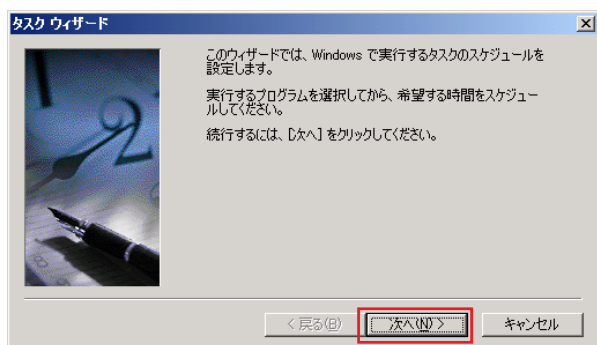 タスク ウィザード
このウィザードでは、Windows で実行するタスクのスケジュールを
設定します。
実行するプログラムを選択してから、希望する時間をスケジュー
ルしてください。
続行するには、[次へ] をクリックしてください。
< 戻る(B)
次へ(N) >
キャンセル